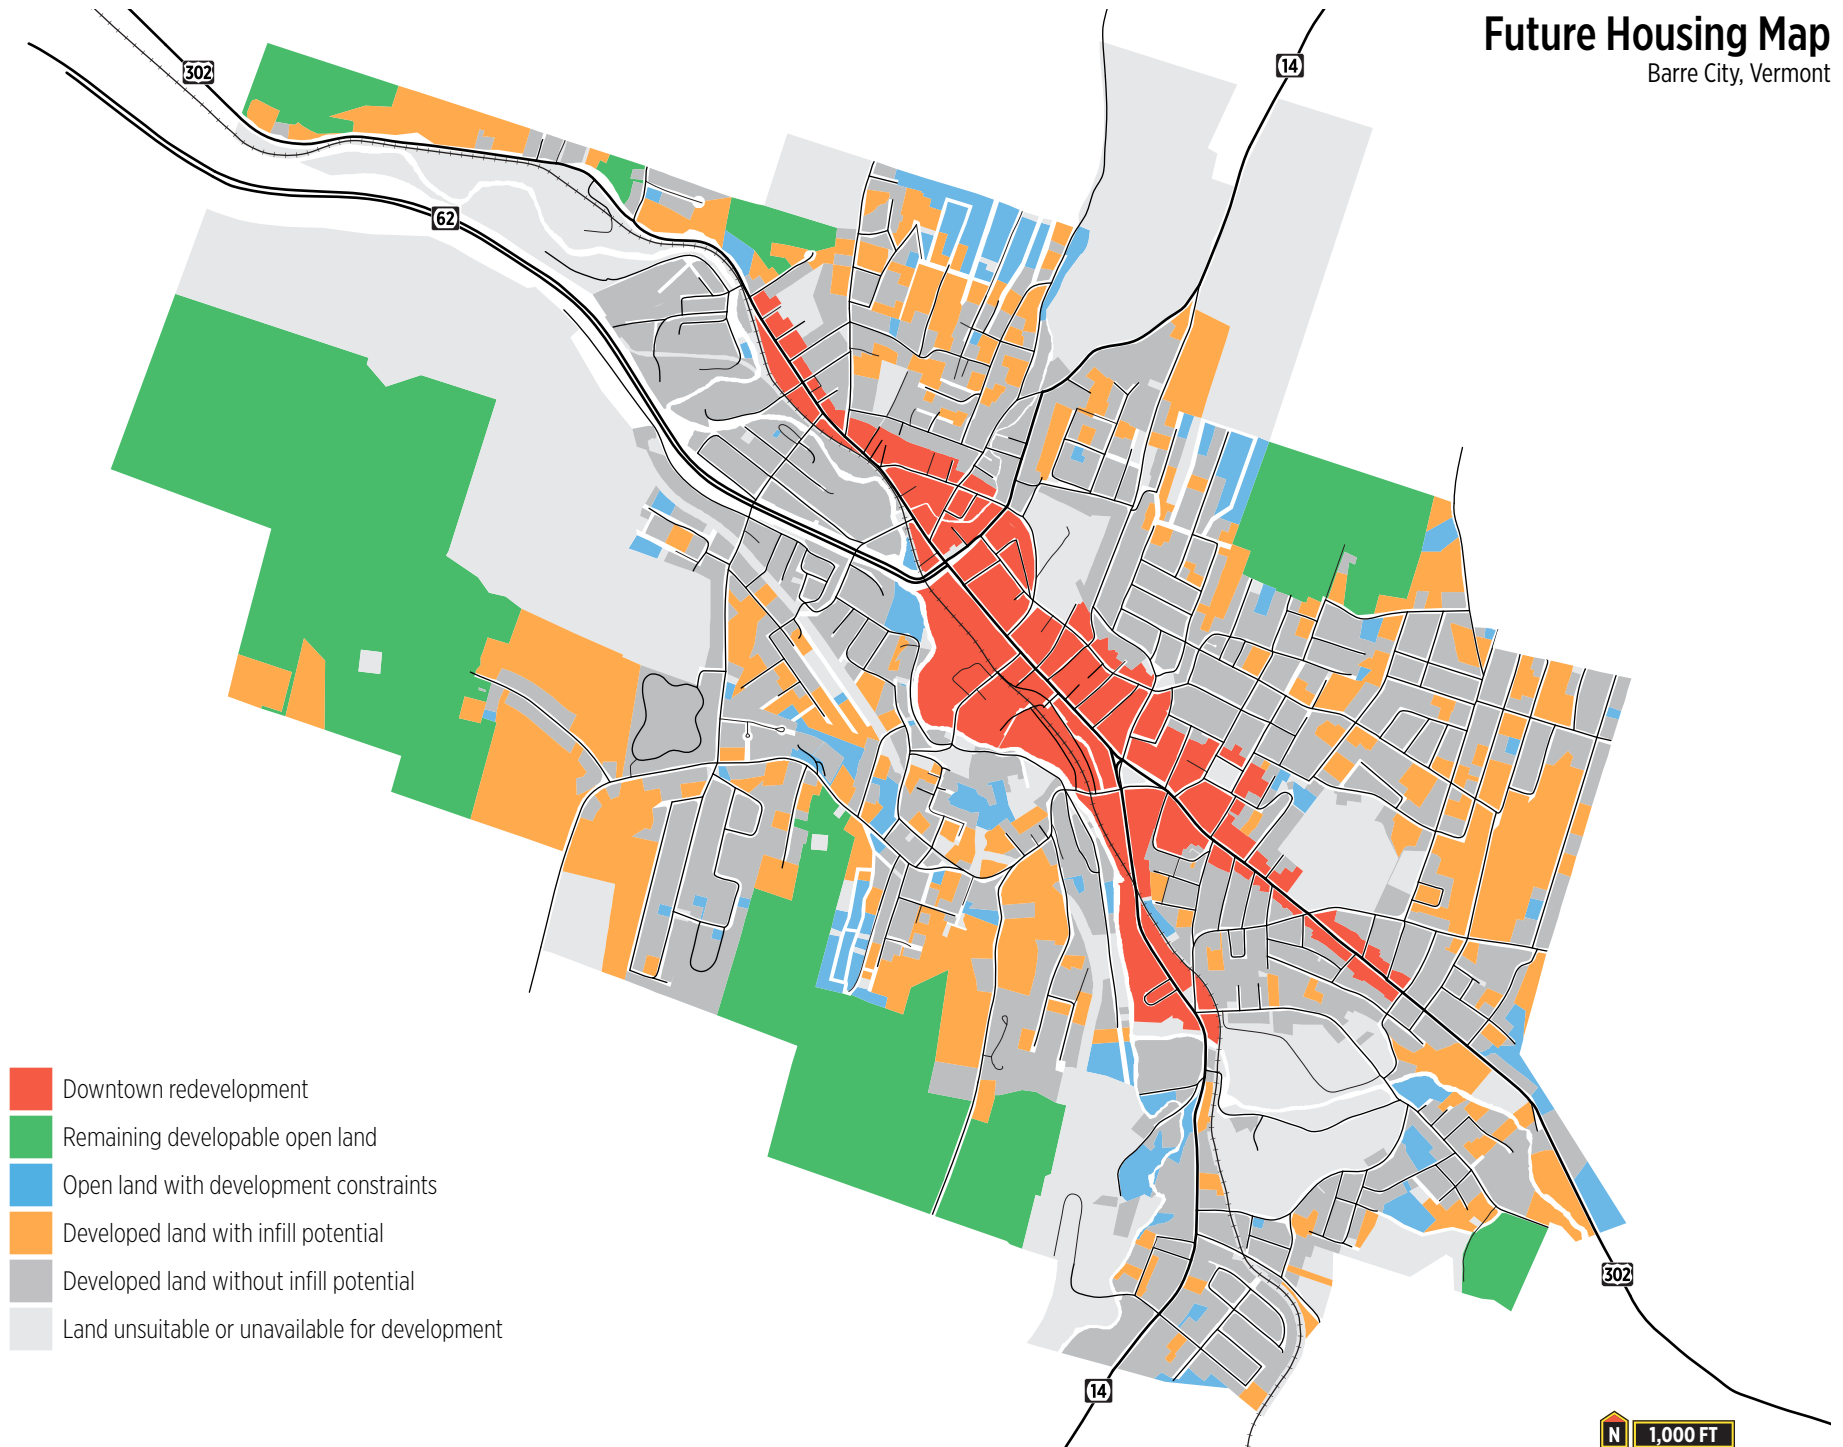 Future Housing Map
Barre City, Vermont
302
14
62
Downtown redevelopment
Remaining developable open land
Open land with development constraints
Developed land with infill potential
Developed land without infill potential
Land unsuitable or unavailable for development
302
14
N 1,000 FT